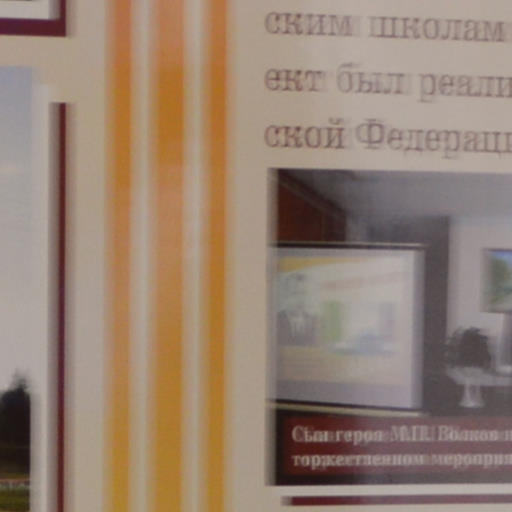 ским школам
ект был реали
ской Федерац
Сын героя М.П. Волков н
торжественном мероприя